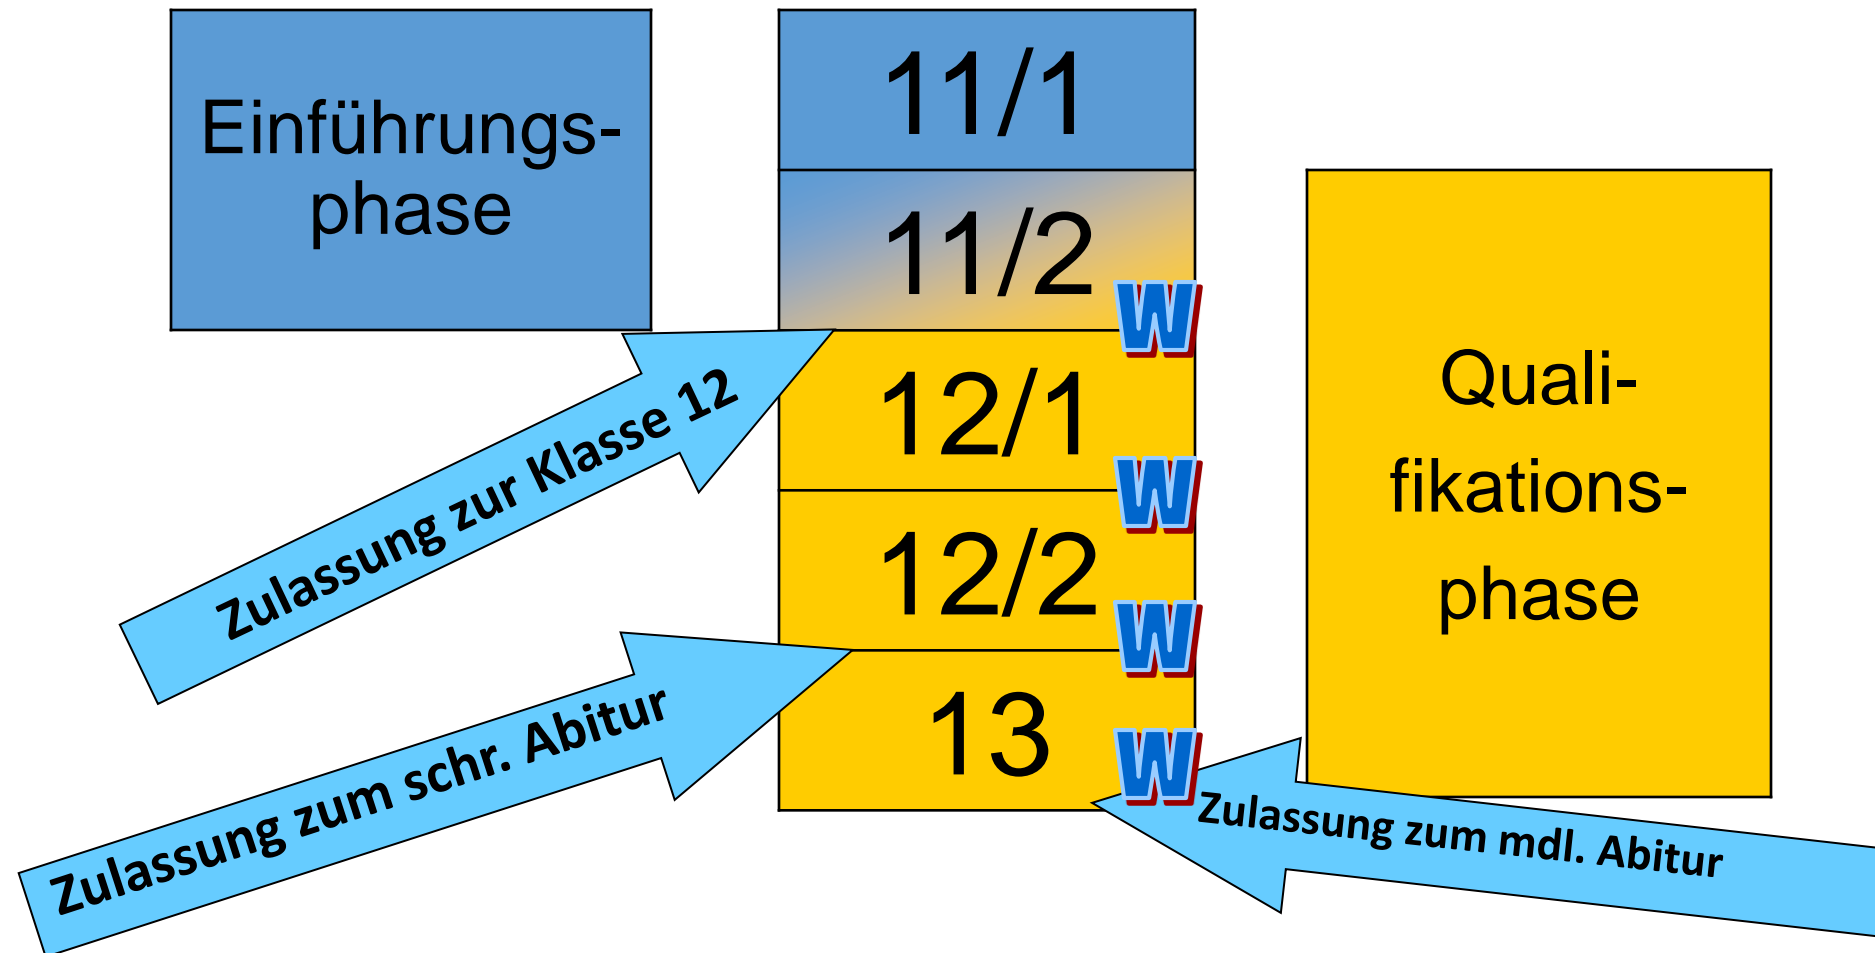 Einführungs-
phase
11/1
11/2
W
12/1
W
12/2
W
13
W
Quali-
fikations-
phase
Zulassung zur Klasse 12
Zulassung zum schr. Abitur
Zulassung zum mdl. Abitur